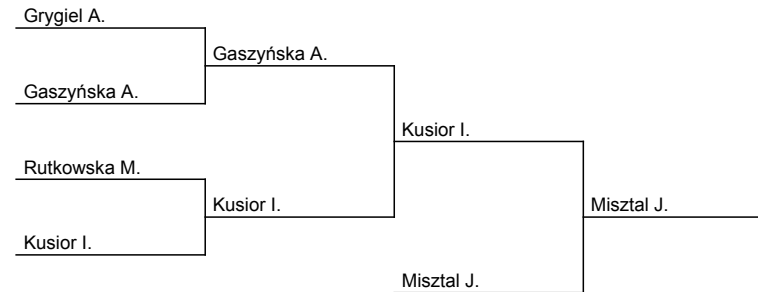 Grygiel A.
Gaszyńska A.
Gaszyńska A.
Kusior I.
Rutkowska M.
Kusior I.
Misztal J.
Kusior I.
Misztal J.